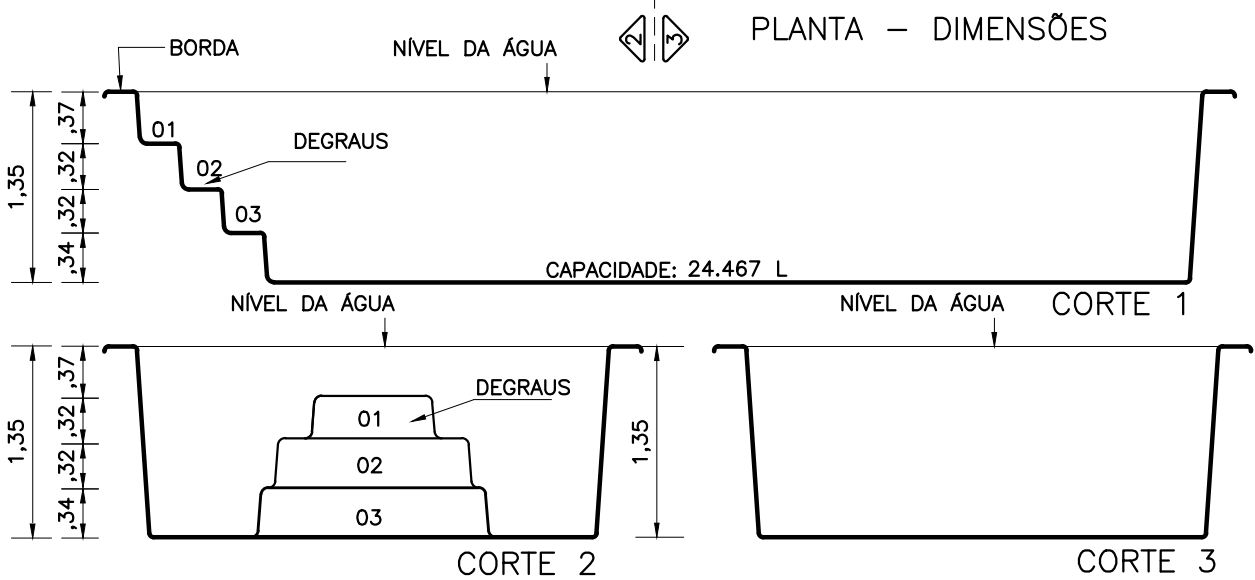 PLANTA – DIMENSÕES
2 3
BORDA
NÍVEL DA ÁGUA
1,35
,37
,32
,32
,34
01
02
03
DEGRAUS
CAPACIDADE: 24.467 L
CORTE 1
NÍVEL DA ÁGUA
1,35
,37
,32
,32
,34
DEGRAUS
01
02
03
CORTE 2
NÍVEL DA ÁGUA
1,35
CORTE 3